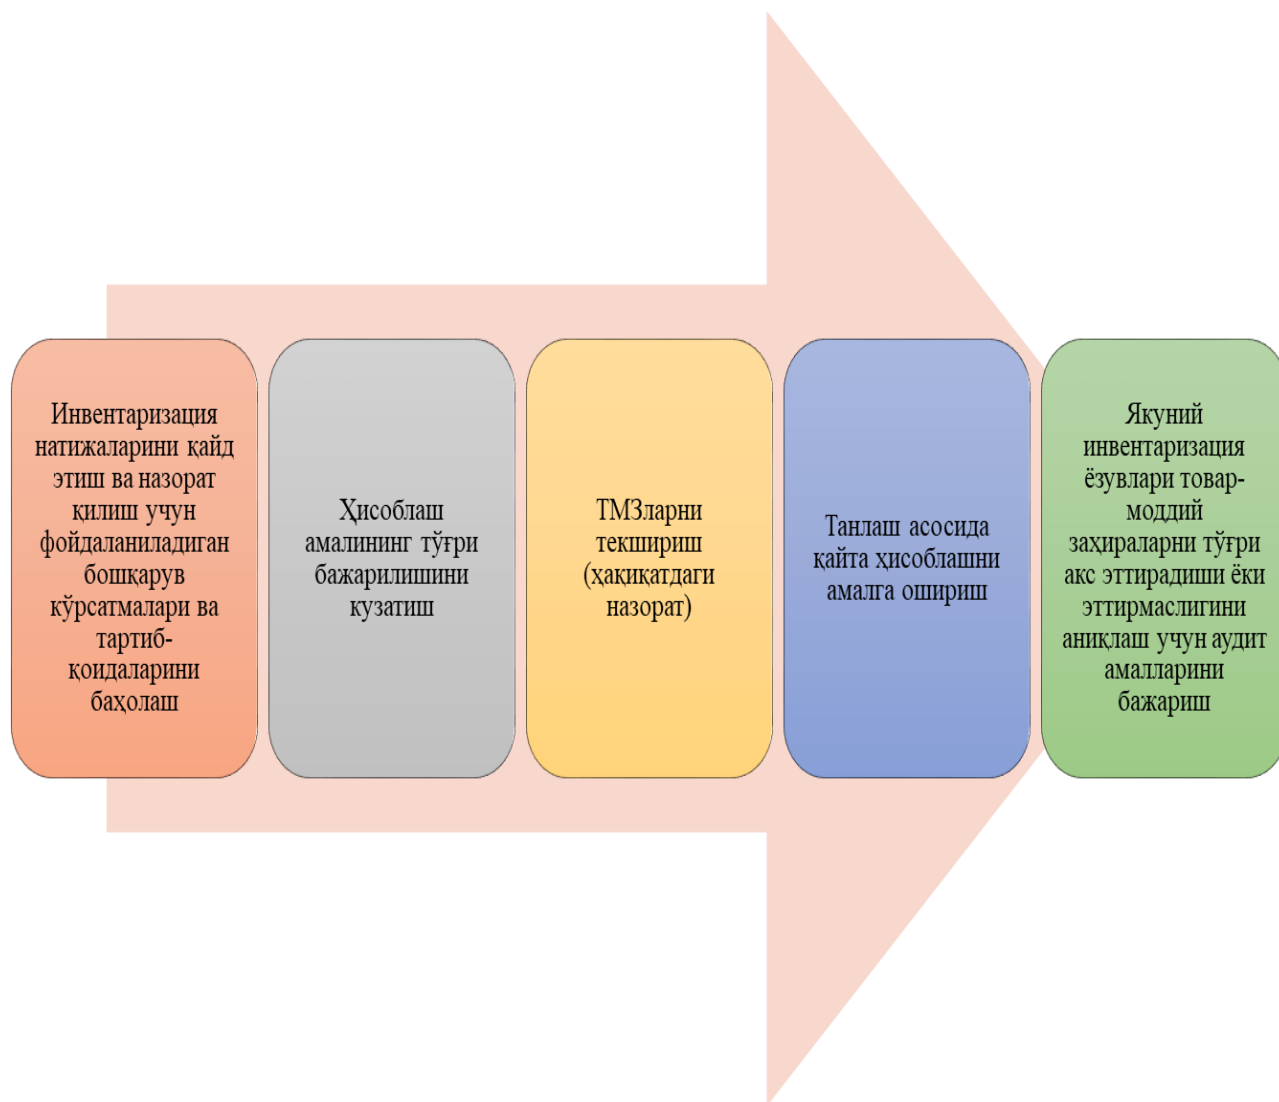 Инвентаризация
натижаларини қайд
этиш ва назорат
қилиш учун
фойдаланиладиган
бошқарув
кўрсатмалари ва
тартиб-
қоидаларини
баҳолаш
Ҳисоблаш
амалининг тўғри
бажарилишини
кузатиш
ТМЗларни
текшириш
(ҳақиқатдаги
назорат)
Танлаш асосида
қайта ҳисоблашни
амалга ошириш
Якуний
инвентаризация
ёзувлари товар-
моддий
заҳираларни тўғри
акс эттирадиши ёки
эттирмаслигини
аниқлаш учун аудит
амалларини
бажариш